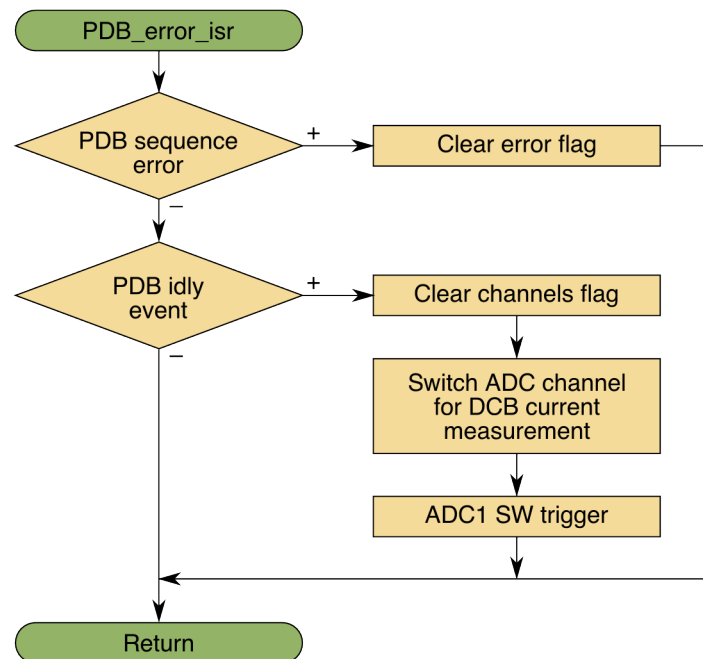 PDB_error_isr
PDB sequence
error
+
Clear error flag
–
PDB idly
event
+
Clear channels flag
–
Switch ADC channel
for DCB current
measurement
ADC1 SW trigger
Return